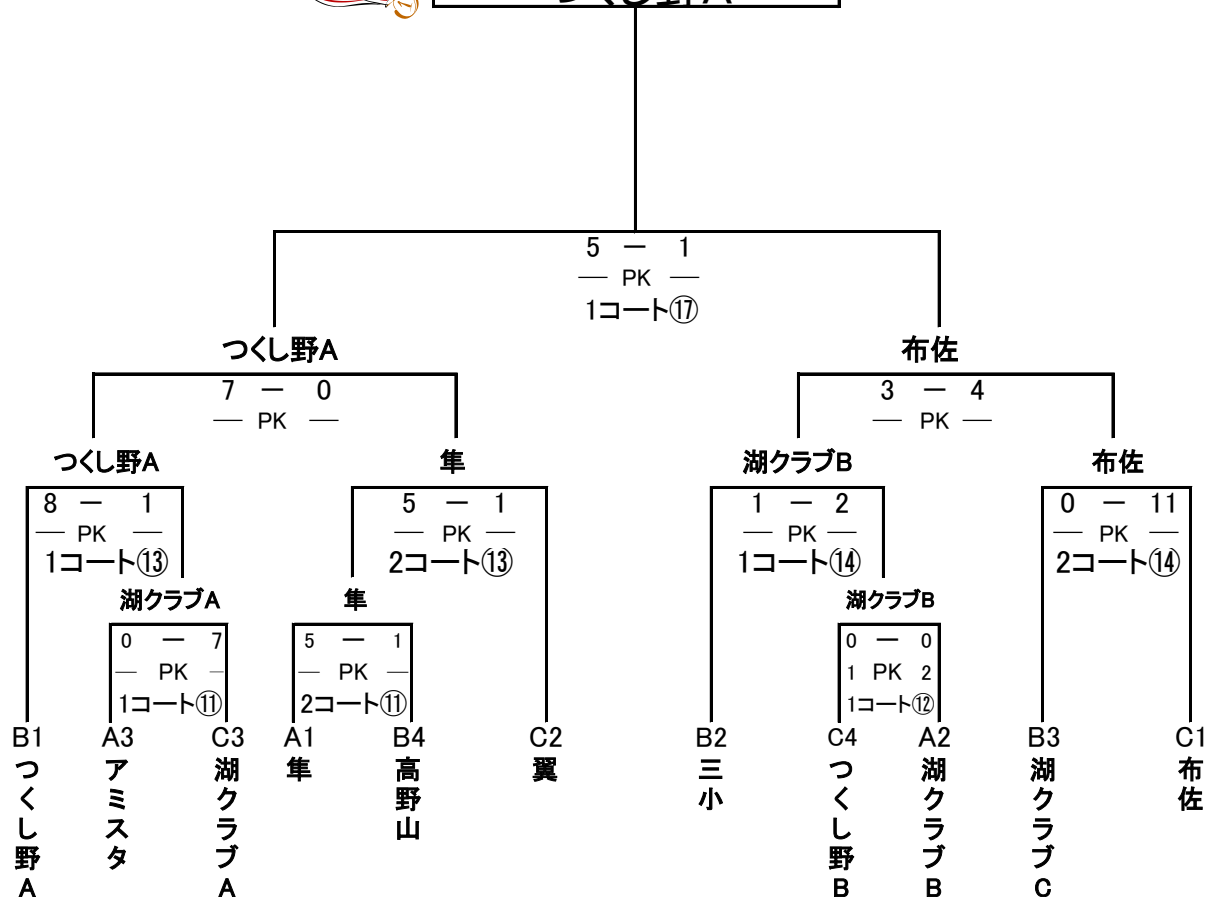 つくし野A
5 － 1
― PK ―
1コート⑰
つくし野A 布佐
7 － 0 3 － 4
― PK ― ― PK ―
つくし野A 隼 湖クラブB 布佐
8 － 1 5 － 1 1 － 2 0 － 11
― PK ― ― PK ― ― PK ― ― PK ―
1コート⑬ 2コート⑬ 1コート⑭ 2コート⑭
湖クラブA 隼 湖クラブB
0 － 7 5 － 1 0 － 0
― PK ― ― PK ― 1 PK 2
1コート⑪ 2コート⑪ 1コート⑫
B1 A3 C3 A1 B4 C2 B2 C4 A2 B3 C1
つくし野A
アミスタ
湖クラブA
隼
高野山
翼
三小
つくし野B
湖クラブB
湖クラブC
布佐